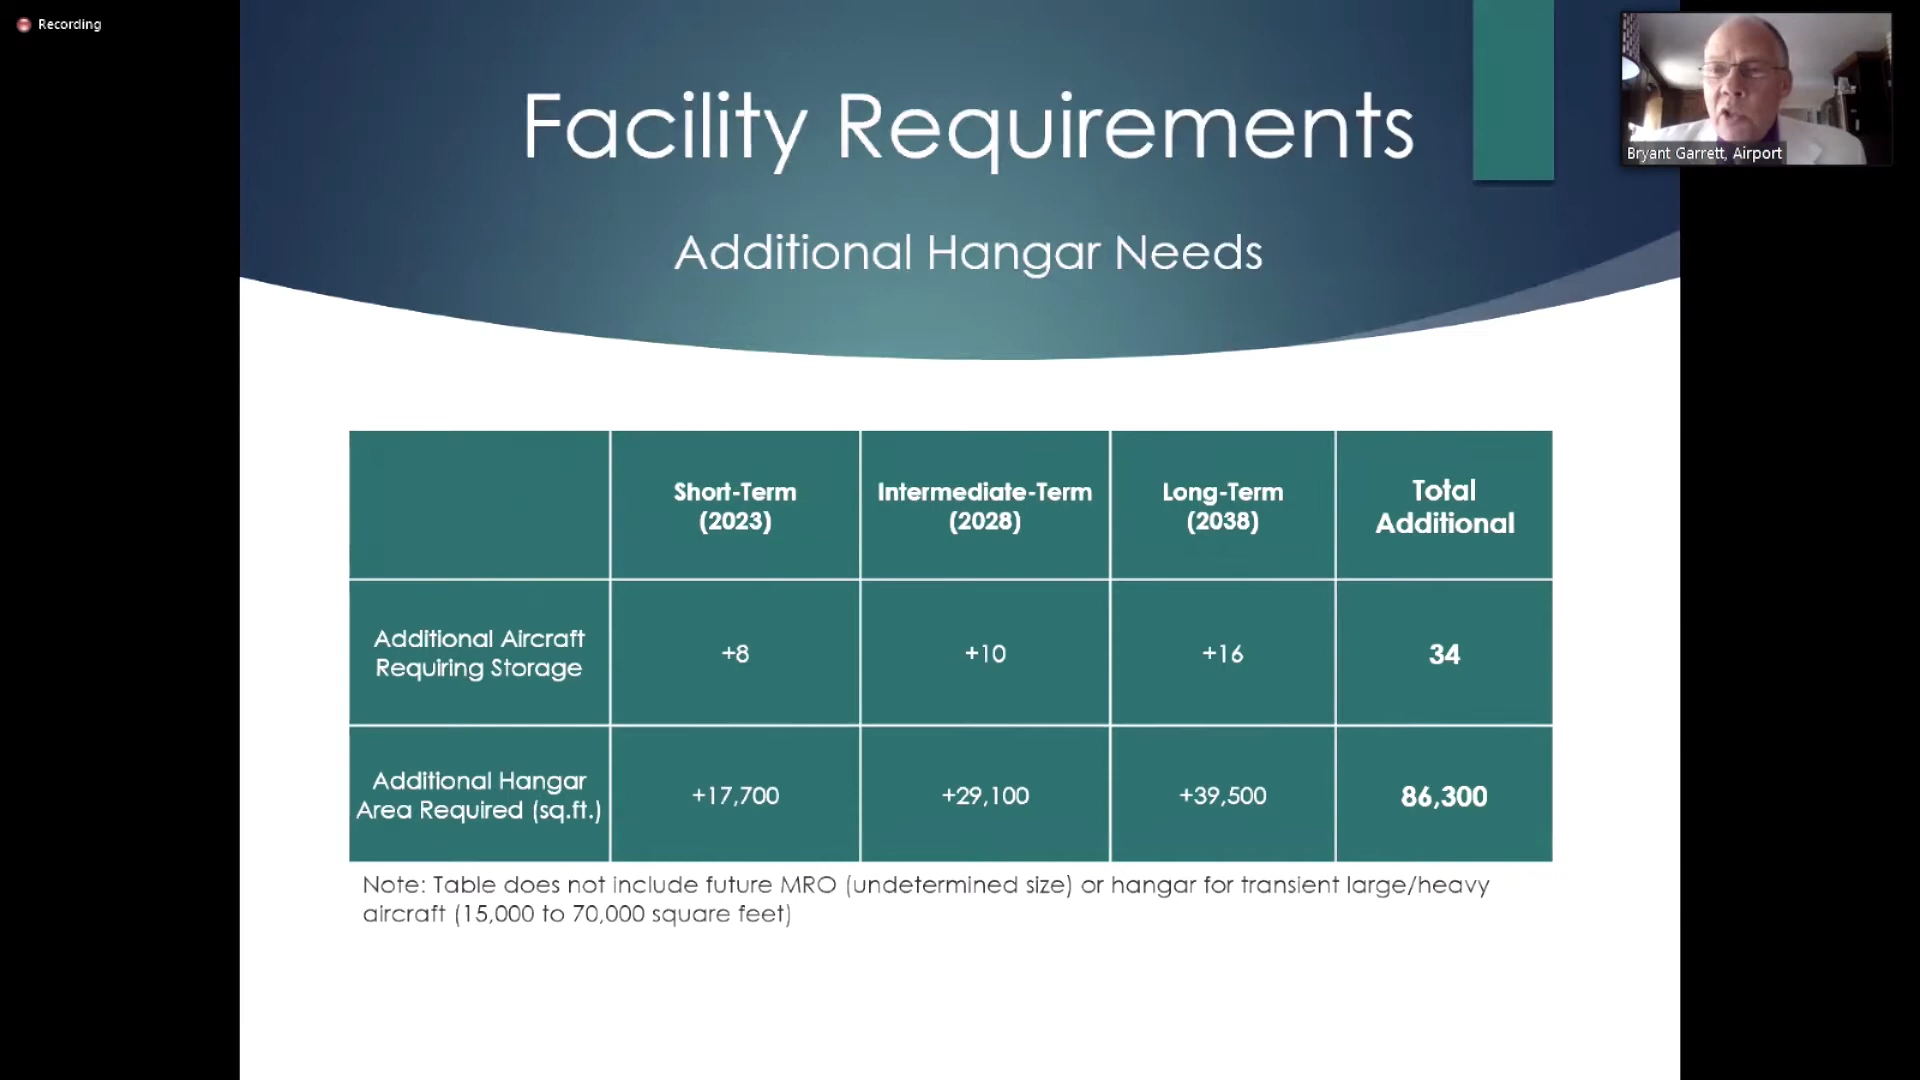 Recording
Bryant Garrett, Airport
Facility Requirements
Additional Hangar Needs
Short-Term
(2023)
Intermediate-Term
(2028)
Long-Term
(2038)
Total
Additional
Additional Aircraft
Requiring Storage
+8
+10
+16
34
Additional Hangar
Area Required (sq.ft.)
+17,700
+29,100
+39,500
86,300
Note: Table does not include future MRO (undetermined size) or hangar for transient large/heavy
aircraft (15,000 to 70,000 square feet)